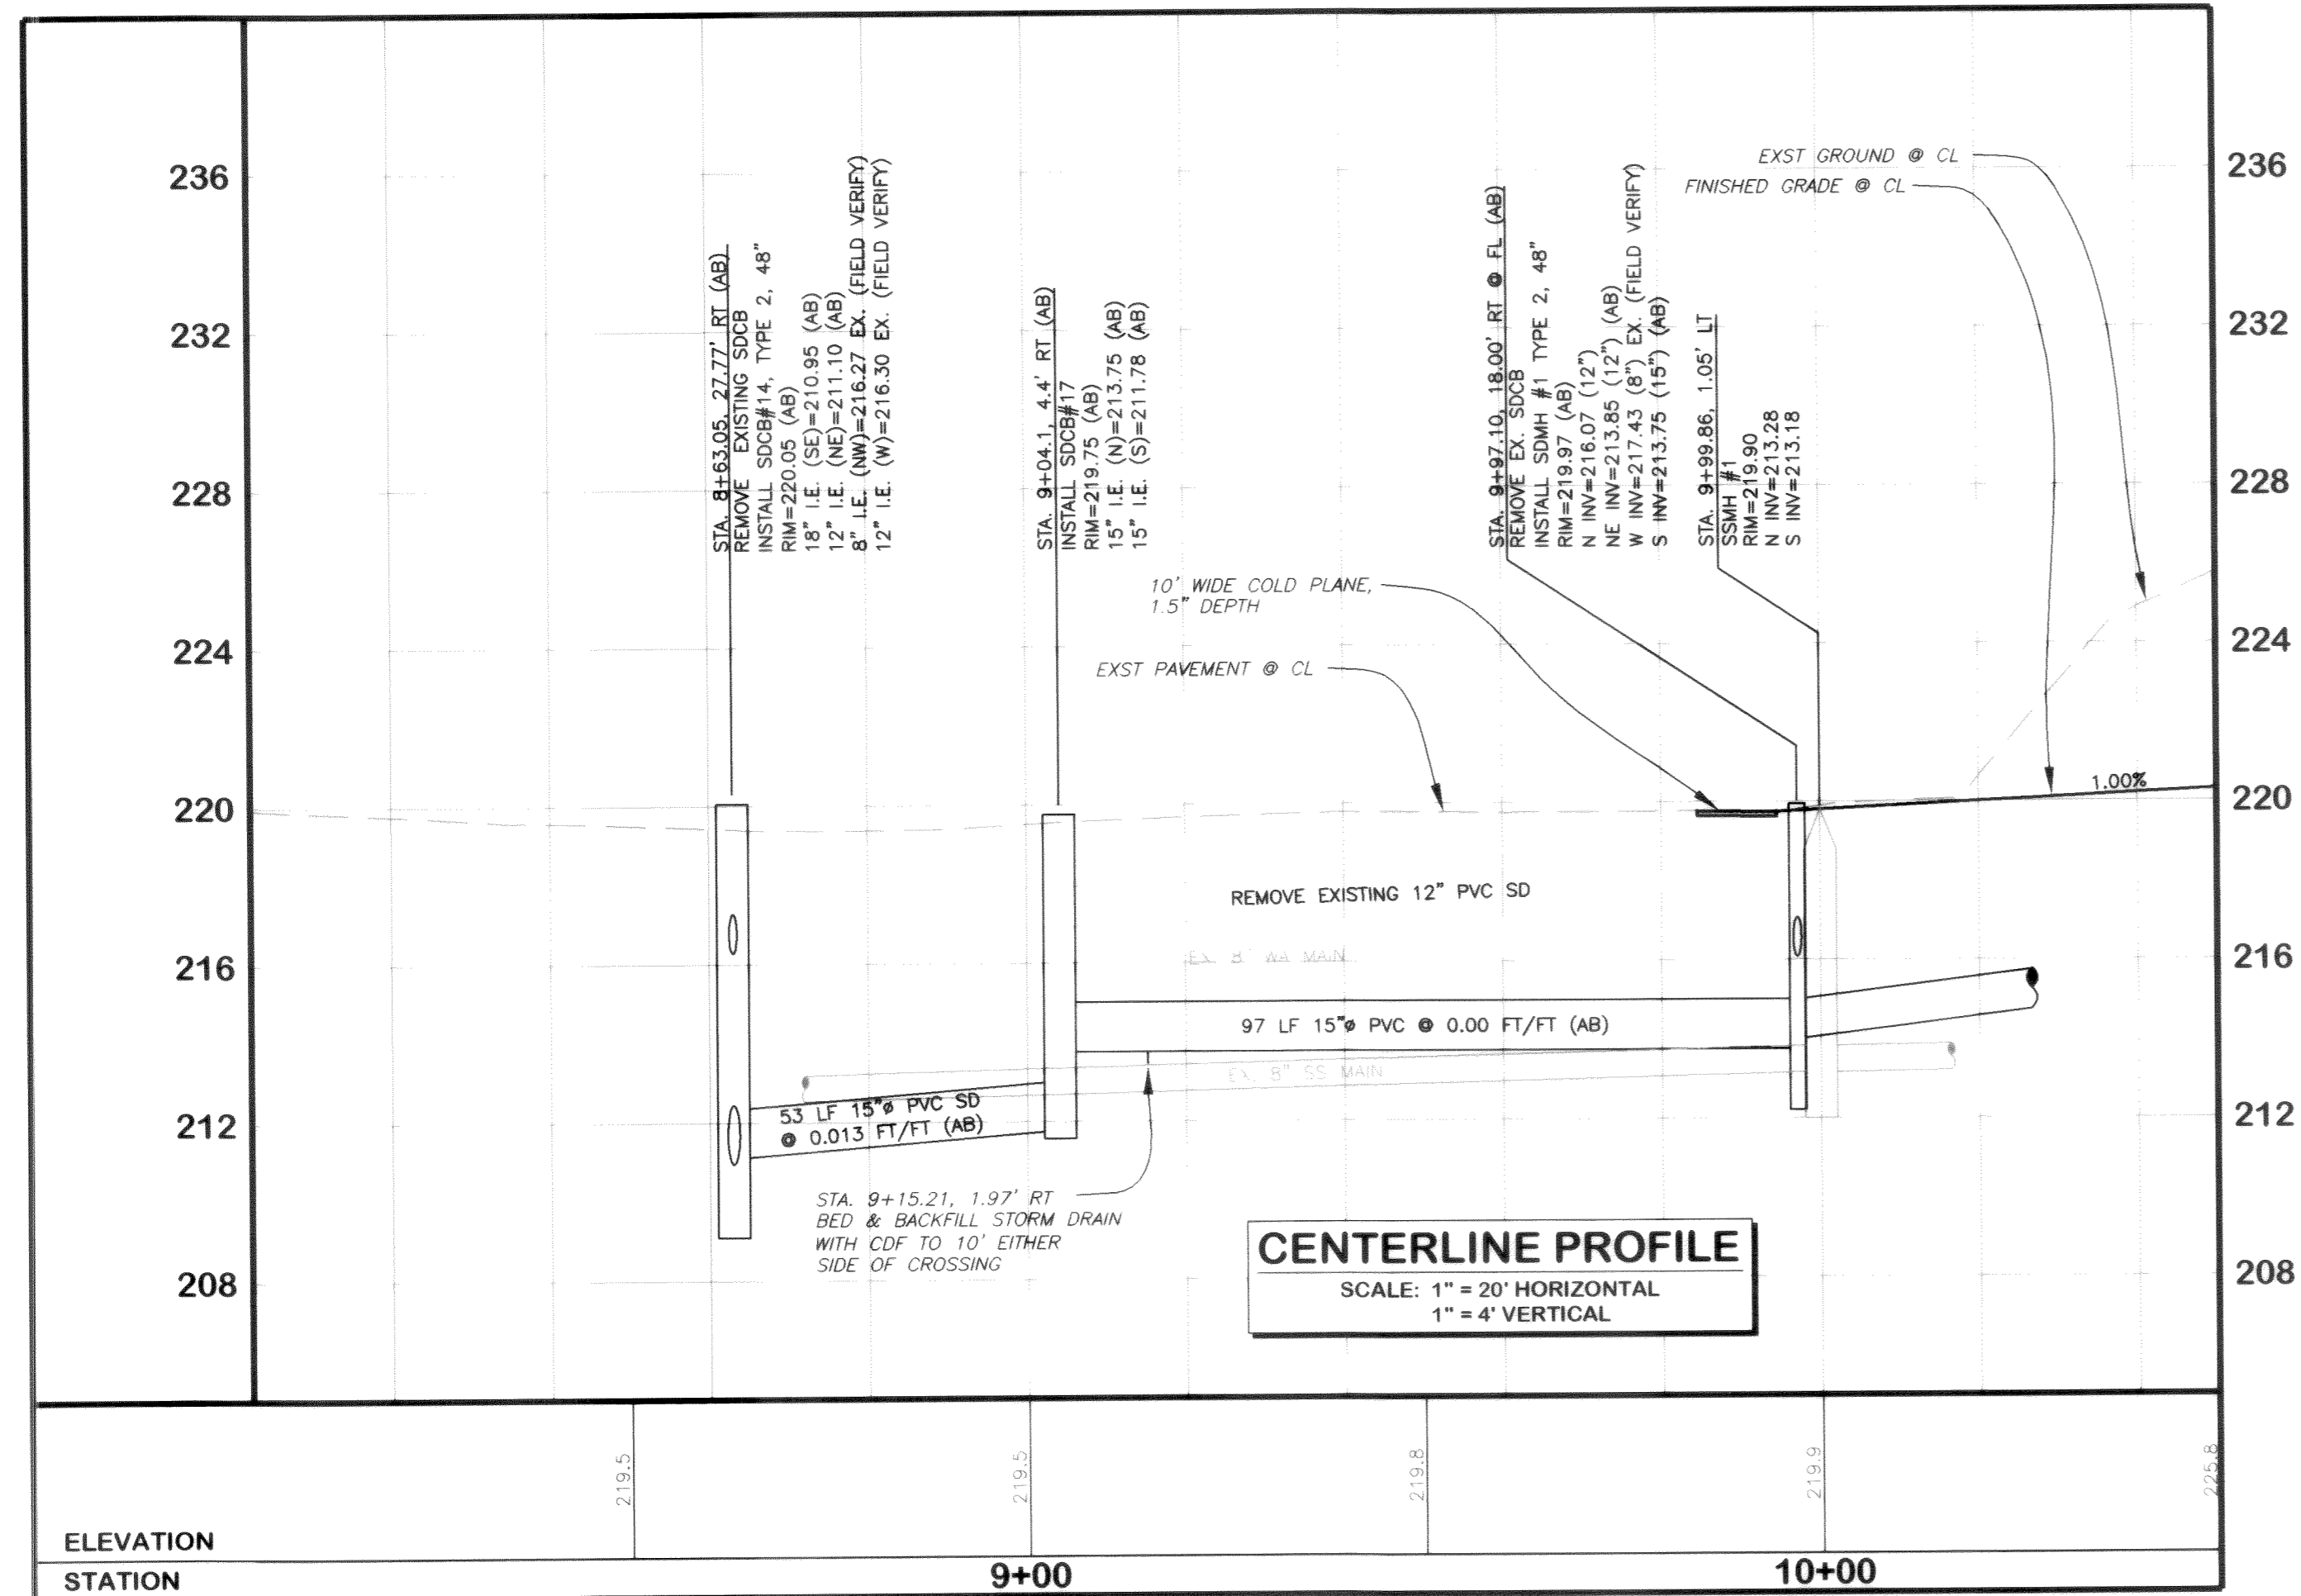 236
232
228
224
220
216
212
208
STA. 8+63.05, 27.77' RT (AB)
REMOVE EXISTING SDCB
INSTALL SDCB#14, TYPE 2, 48"
RIM=220.05 (AB)
18" I.E. (SE)=210.95 (AB)
12" I.E. (NE)=211.10 (AB)
8" I.E. (NW)=216.27 EX. (FIELD VERIFY)
12" I.E. (W)=216.30 EX. (FIELD VERIFY)
STA. 9+04.1, 4.4' RT (AB)
INSTALL SDCB#17
RIM=219.75 (AB)
15" I.E. (N)=213.75 (AB)
15" I.E. (S)=211.78 (AB)
STA. 9+97.10, 18.00' RT @ FL (AB)
REMOVE EX. SDCB
INSTALL SDMH #1 TYPE 2, 48"
RIM=219.97 (AB)
N INV=216.07 (12")
NE INV=213.85 (12") (AB)
W INV=217.43 (8") EX. (FIELD VERIFY)
S INV=213.75 (15") (AB)
STA. 9+99.86, 1.05' LT
SSMH #1
RIM=219.90
N INV=213.28
S INV=213.18
EXST GROUND @ CL
FINISHED GRADE @ CL
10' WIDE COLD PLANE,
1.5" DEPTH
EXST PAVEMENT @ CL
1.00%
REMOVE EXISTING 12" PVC SD
EX. 8" WA MAIN
97 LF 15"ø PVC @ 0.00 FT/FT (AB)
EX. 8" SS MAIN
53 LF 15"ø PVC SD
@ 0.013 FT/FT (AB)
STA. 9+15.21, 1.97' RT
BED & BACKFILL STORM DRAIN
WITH CDF TO 10' EITHER
SIDE OF CROSSING
CENTERLINE PROFILE
SCALE: 1" = 20' HORIZONTAL
1" = 4' VERTICAL
236
232
228
224
220
216
212
208
219.5
219.5
219.8
219.9
225.8
ELEVATION
STATION
9+00
10+00